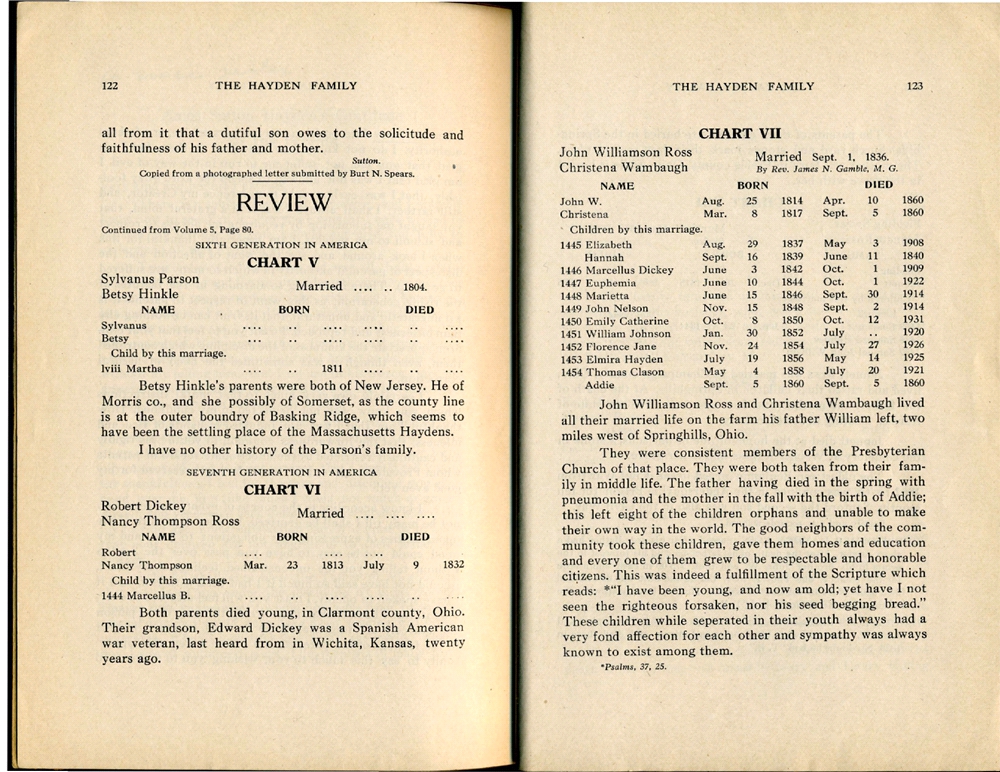 122 THE HAYDEN FAMILY
all from it that a dutiful son owes to the solicitude and
faithfulness of his father and mother.
Sutton.
Copied from a photographed letter submitted by Burt N. Spears.
REVIEW
Continued from Volume 5, Page 80.
SIXTH GENERATION IN AMERICA
CHART V
Sylvanus Parson
Married .... .. 1804.
Betsy Hinkle
NAME BORN DIED
Sylvanus .... .. .... .... .. ....
Betsy ... .. .... .... .. ....
Child by this marriage.
lviii Martha .... .. 1811 .... .. ....
Betsy Hinkle's parents were both of New Jersey. He of
Morris co., and she possibly of Somerset, as the county line
is at the outer boundry of Basking Ridge, which seems to
have been the settling place of the Massachusetts Haydens.
I have no other history of the Parson's family.
SEVENTH GENERATION IN AMERICA
CHART VI
Robert Dickey
Married .... .... ....
Nancy Thompson Ross
NAME BORN DIED
Robert .... .... ....
Nancy Thompson Mar. 23 1813 July 9 1832
Child by this marriage.
1444 Marcellus B. .... .. .... .... .. ....
Both parents died young, in Clarmont county, Ohio.
Their grandson, Edward Dickey was a Spanish American
war veteran, last heard from in Wichita, Kansas, twenty
years ago.
THE HAYDEN FAMILY 123
CHART VII
John Williamson Ross
Married Sept. 1, 1836.
Christena Wambaugh
By Rev. James N. Gamble, M. G.
NAME BORN DIED
John W. Aug. 25 1814 Apr. 10 1860
Christena Mar. 8 1817 Sept. 5 1860
Children by this marriage.
1445 Elizabeth Aug. 29 1837 May 3 1908
Hannah Sept. 16 1839 June 11 1840
1446 Marcellus Dickey June 3 1842 Oct. 1 1909
1447 Euphemia June 10 1844 Oct. 1 1922
1448 Marietta June 15 1846 Sept. 30 1914
1449 John Nelson Nov. 15 1848 Sept. 2 1914
1450 Emily Catherine Oct. 8 1850 Oct. 12 1931
1451 William Johnson Jan. 30 1852 July .. 1920
1452 Florence Jane Nov. 24 1854 July 27 1926
1453 Elmira Hayden July 19 1856 May 14 1925
1454 Thomas Clason May 4 1858 July 20 1921
Addie Sept. 5 1860 Sept. 5 1860
John Williamson Ross and Christena Wambaugh lived
all their married life on the farm his father William left, two
miles west of Springhills, Ohio.
They were consistent members of the Presbyterian
Church of that place. They were both taken from their fam-
ily in middle life. The father having died in the spring with
pneumonia and the mother in the fall with the birth of Addie;
this left eight of the children orphans and unable to make
their own way in the world. The good neighbors of the com-
munity took these children, gave them homes and education
and every one of them grew to be respectable and honorable
citizens. This was indeed a fulfillment of the Scripture which
reads: *"I have been young, and now am old; yet have I not
seen the righteous forsaken, nor his seed begging bread."
These children while seperated in their youth always had a
very fond affection for each other and sympathy was always
known to exist among them.
*Psalms, 37, 25.